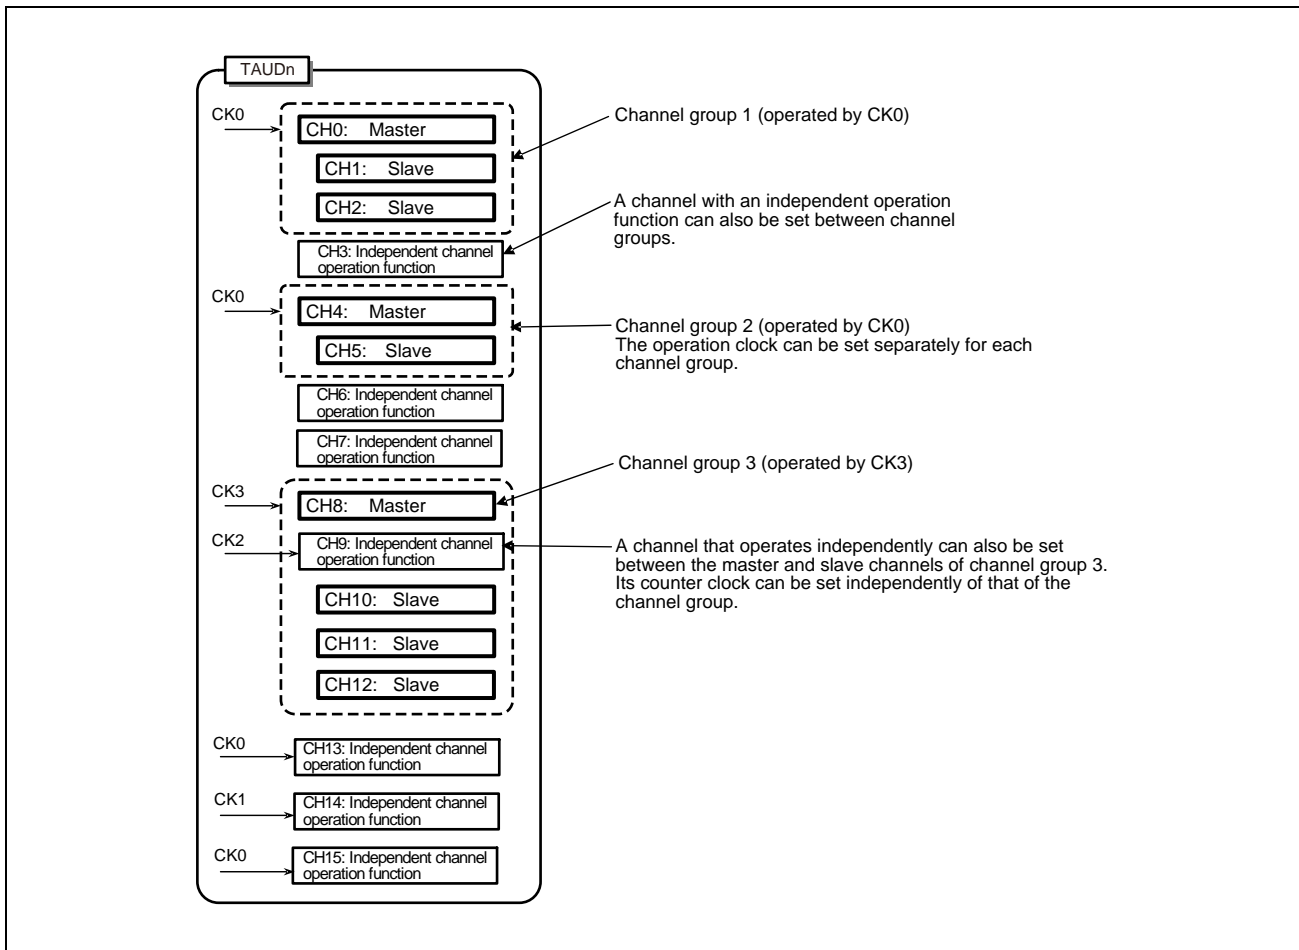 TAUDn
CK0
CH0: Master
CH1: Slave
CH2: Slave
Channel group 1 (operated by CK0)
CH3: Independent channel
operation function
A channel with an independent operation
function can also be set between channel
groups.
CK0
CH4: Master
CH5: Slave
Channel group 2 (operated by CK0)
The operation clock can be set separately for each
channel group.
CH6: Independent channel
operation function
CH7: Independent channel
operation function
Channel group 3 (operated by CK3)
CK3
CH8: Master
CK2
CH9: Independent channel
operation function
A channel that operates independently can also be set
between the master and slave channels of channel group 3.
Its counter clock can be set independently of that of the
channel group.
CH10: Slave
CH11: Slave
CH12: Slave
CK0
CH13: Independent channel
operation function
CK1
CH14: Independent channel
operation function
CK0
CH15: Independent channel
operation function